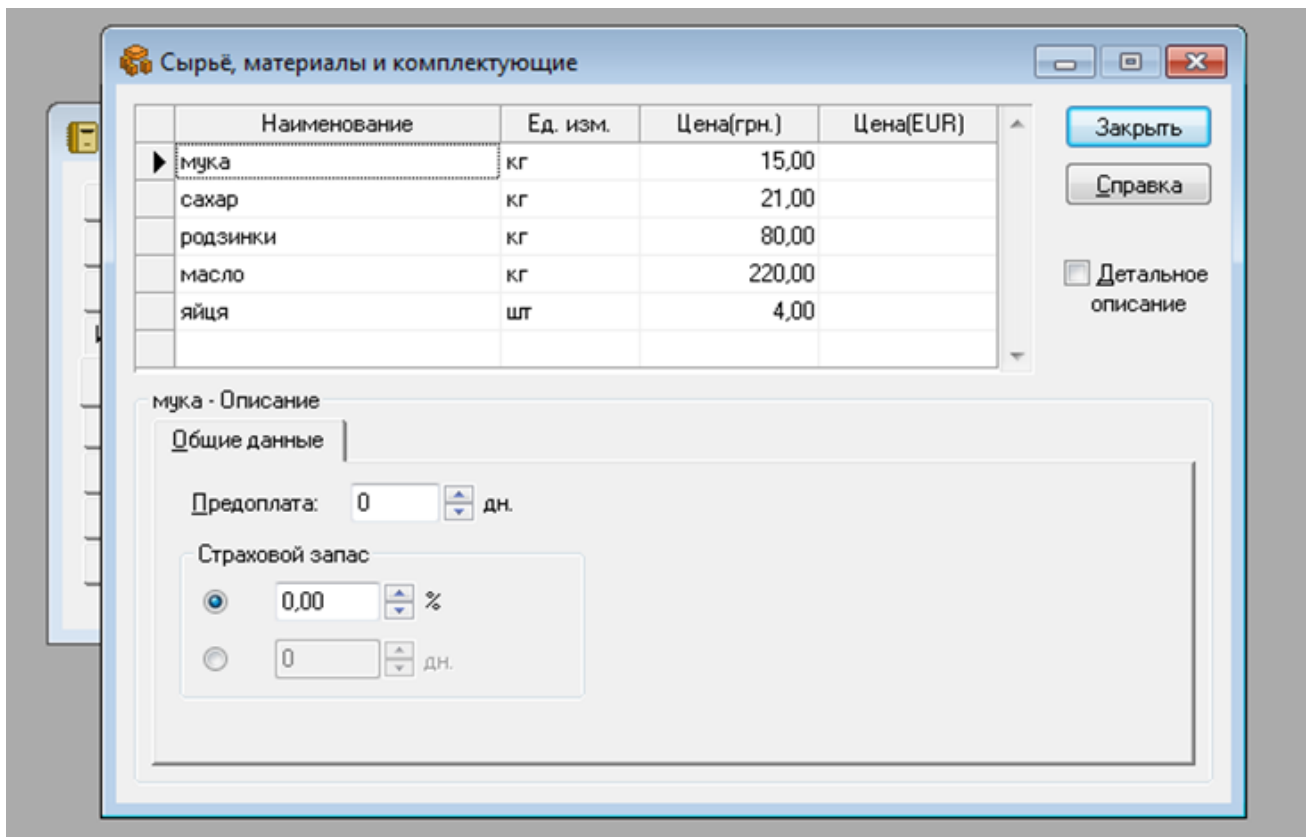 Сырьё, материалы и комплектующие
Наименование Ед. изм. Цена(грн.) Цена(EUR)
мука кг 15,00
сахар кг 21,00
родзинки кг 80,00
масло кг 220,00
яйця шт 4,00
Закрыть
Справка
Детальное
описание
мука - Описание
Общие данные
Предоплата: 0 дн.
Страховой запас
0,00 %
0 дн.